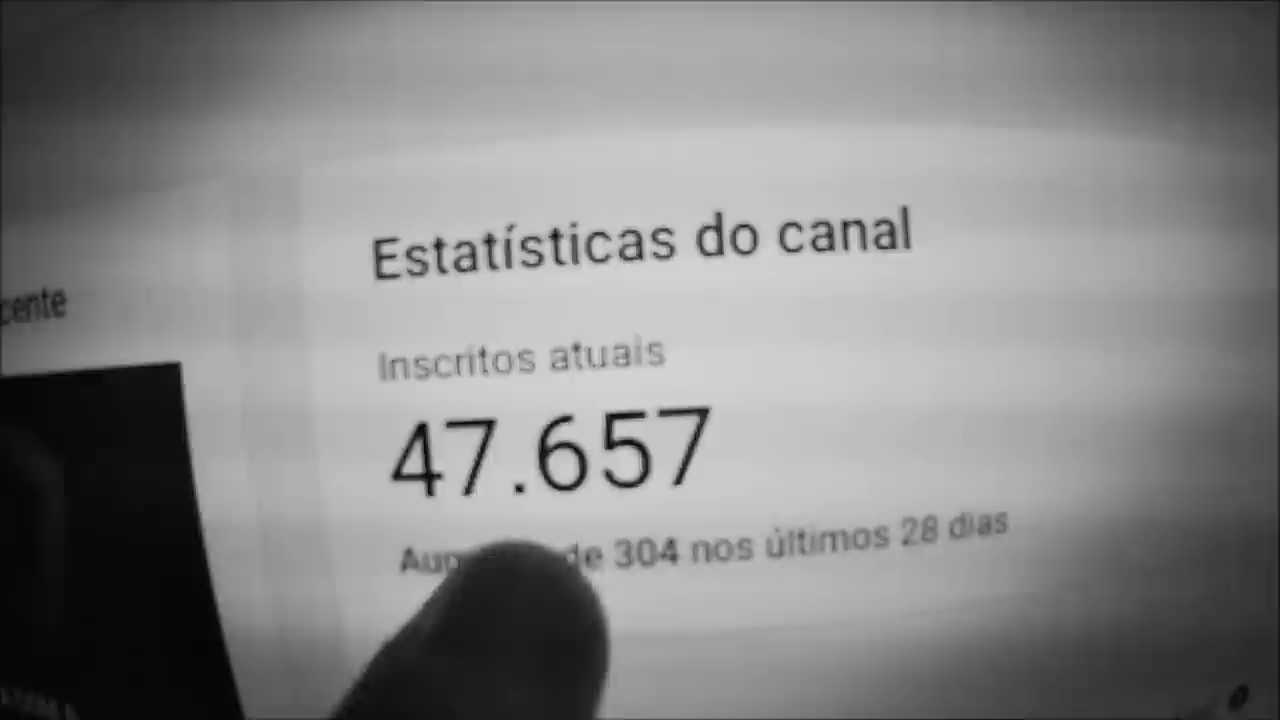 Estatísticas do canal
cente
Inscritos atuais
47.657
de 304 nos últimos 28 dias